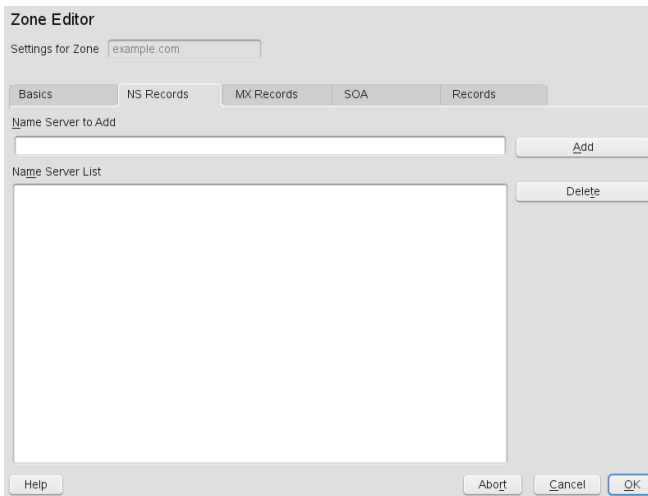 Zone Editor
Settings for Zone example.com
Basics NS Records MX Records SOA Records
Name Server to Add
Add
Name Server List
Delete
Help Abort Cancel OK